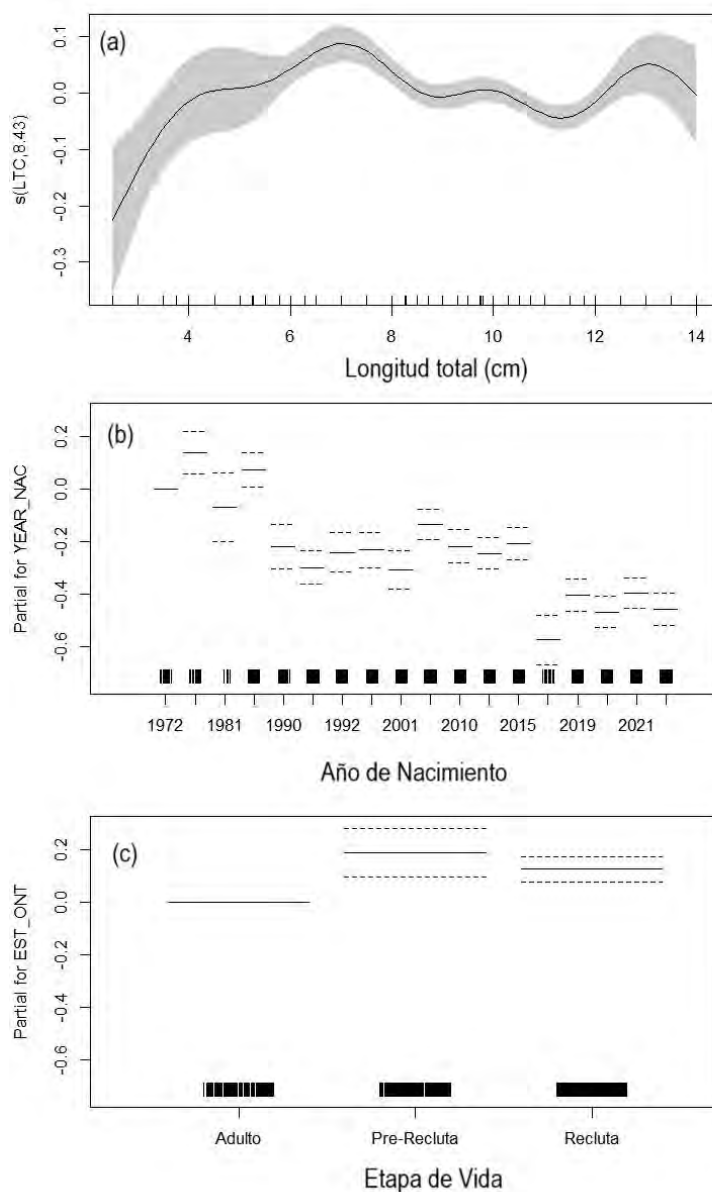 (a)
s(LTC,8.43)
0.1
0.0
-0.1
-0.2
-0.3
4 6 8 10 12 14
Longitud total (cm)
(b)
Partial for YEAR_NAC
0.2
0.0
-0.2
-0.4
-0.6
1972 1981 1990 1992 2001 2010 2015 2019 2021
Año de Nacimiento
(c)
Partial for EST_ONT
0.2
0.0
-0.2
-0.4
-0.6
Adulto Pre-Recluta Recluta
Etapa de Vida